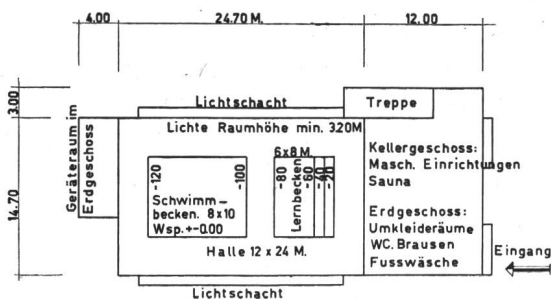 4.00 24.70 M. 12.00
3.00
14.70
Lichtschacht
Treppe
Lichte Raumhöhe min. 3.20M
Geräteraum im
Erdgeschoss
6x8 M.
-120
-100
-80
-60
-40
-20
Lernbecken
Schwimm-
becken. 8x10
Wsp.+-0.00
Halle 12 x 24 M.
Kellergeschoss:
Masch. Einrichtungen
Sauna
Erdgeschoss:
Umkleideräume
WC. Brausen
Fusswäsche
Eingang
Lichtschacht